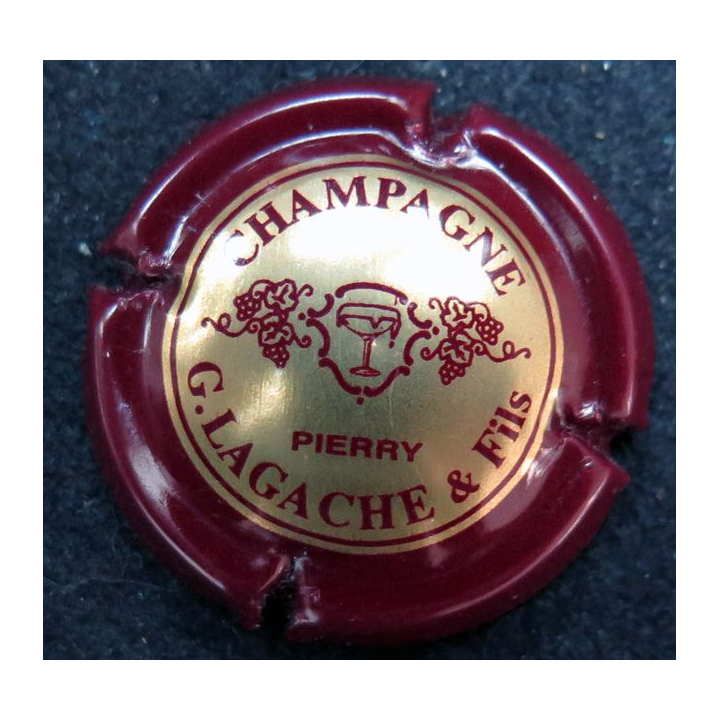 CHAMPAGNE
PIERRY
G. LAGACHE & Fils